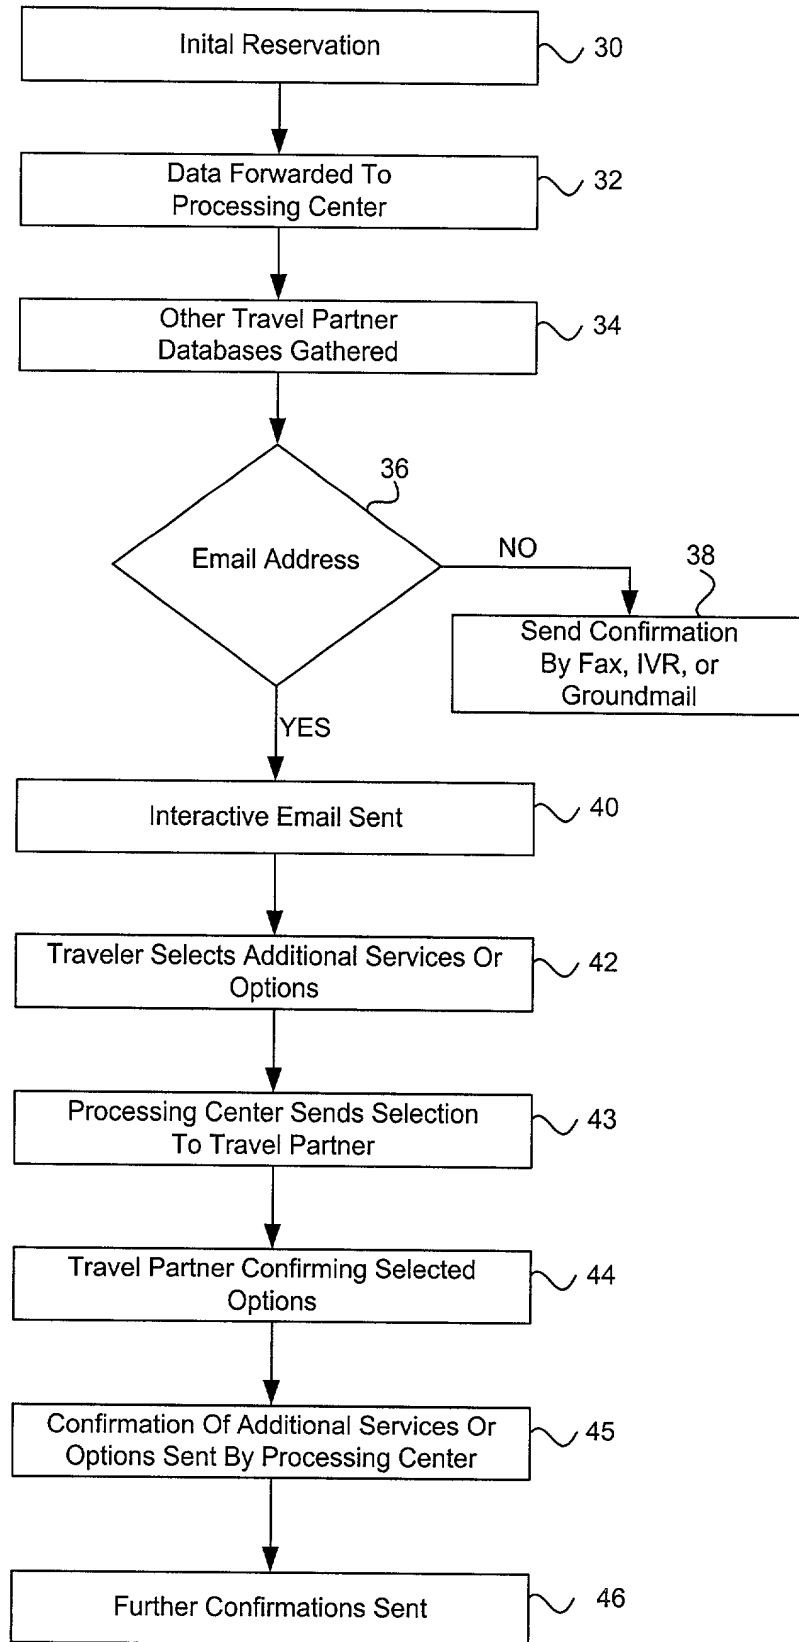 Inital Reservation
30
Data Forwarded To
Processing Center
32
Other Travel Partner
Databases Gathered
34
36
Email Address
NO
38
Send Confirmation
By Fax, IVR, or
Groundmail
YES
Interactive Email Sent
40
Traveler Selects Additional Services Or
Options
42
Processing Center Sends Selection
To Travel Partner
43
Travel Partner Confirming Selected
Options
44
Confirmation Of Additional Services Or
Options Sent By Processing Center
45
Further Confirmations Sent
46